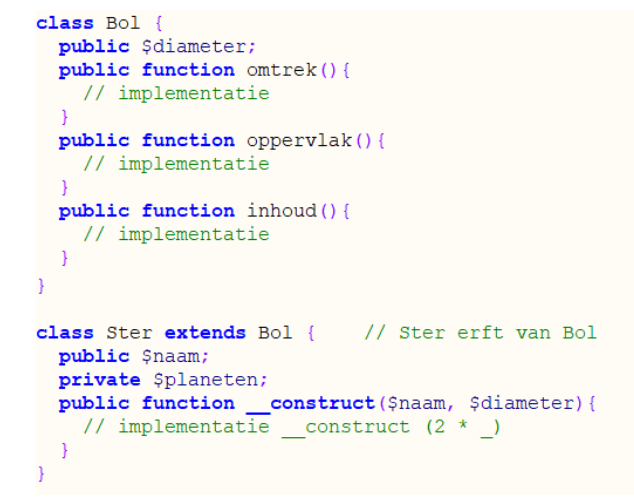 class Bol {
  public $diameter;
  public function omtrek(){
    // implementatie
  }
  public function oppervlak(){
    // implementatie
  }
  public function inhoud(){
    // implementatie
  }
}

class Ster extends Bol {    // Ster erft van Bol
  public $naam;
  private $planeten;
  public function __construct($naam, $diameter){
    // implementatie __construct (2 * _)
  }
}